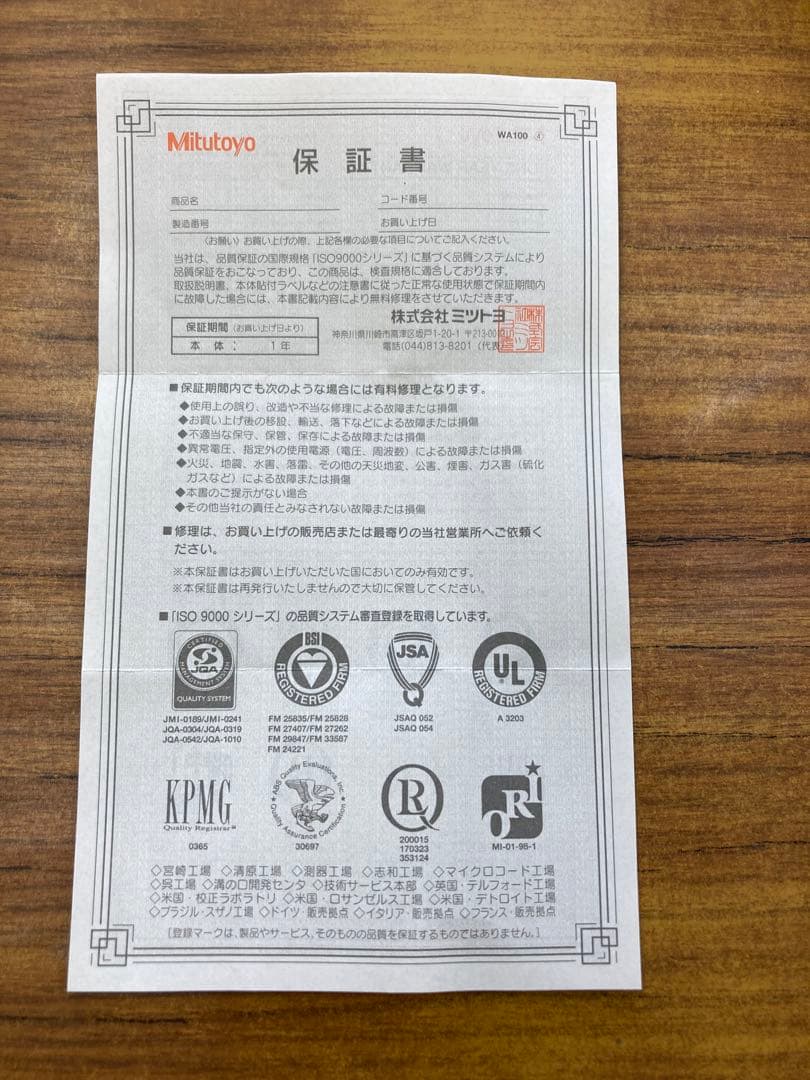 Mitutoyo
WA100 ④
保証書
商品名
コード番号
製造番号
お買い上げ日
〈お願い〉お買い上げの際、上記各欄の必要な項目についてご記入ください。
当社は、品質保証の国際規格「ISO9000シリーズ」に基づく品質システムにより
品質保証をおこなっており、この商品は、検査規格に適合しております。
取扱説明書、本体貼付ラベルなどの注意書に従った正常な使用状態で保証期間内
に故障した場合には、本書記載内容により無料修理をさせていただきます。
株式会社 ミツトヨ
神奈川県川崎市高津区坂戸1-20-1 〒213-00
電話(044)813-8201 (代表
保証期間 (お買い上げ日より)
本体: 1年
■保証期間内でも次のような場合には有料修理となります。
◆使用上の誤り、改造や不当な修理による故障または損傷
◆お買い上げ後の移設、輸送、落下などによる故障または損傷
◆不適当な保守、保管、保存による故障または損傷
◆異常電圧、指定外の使用電源（電圧、周波数）による故障または損傷
◆火災、地震、水害、落雷、その他の天災地変、公害、煙害、ガス害（硫化
ガスなど）による故障または損傷
◆本書のご提示がない場合
◆その他当社の責任とみなされない故障または損傷
■修理は、お買い上げの販売店または最寄りの当社営業所へご依頼く
ださい。
※本保証書はお買い上げいただいた国においてのみ有効です。
※本保証書は再発行いたしませんので大切に保管してください。
■「ISO 9000 シリーズ」の品質システム審査登録を取得しています。
CERTIFIED
JQA
MANAGEMENT SYSTEM
QUALITY SYSTEM
JMI-0189/JMI-0241
JQA-0304/JQA-0319
JQA-0542/JQA-1010
BSI
REGISTERED FIRM
FM 25835/FM 25828
FM 27407/FM 27262
FM 29847/FM 33587
FM 24221
JSA
Q
JSAQ 052
JSAQ 054
UL
REGISTERED FIRM
A 3203
KPMG
Quality Registrar
0365
ABS Quality Evaluations, Inc.
Quality Assurance Certification
30697
R
200015
170323
353124
QRi
MI-01-98-1
◇宮崎工場 ◇清原工場 ◇測器工場 ◇志和工場 ◇マイクロコード工場
◇呉工場 ◇溝の口開発センタ ◇技術サービス本部 ◇英国・テルフォード工場
◇米国・校正ラボラトリ ◇米国・ロサンゼルス工場 ◇米国・デトロイト工場
◇ブラジル・スザノ工場 ◇ドイツ・販売拠点 ◇イタリア・販売拠点 ◇フランス・販売拠点
[登録マークは、製品やサービス、そのものの品質を保証するものではありません。]